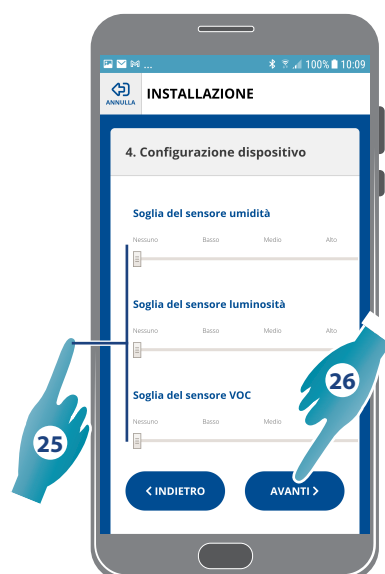 ... 100% 10:09
ANNULLA INSTALLAZIONE
4. Configurazione dispositivo
Soglia del sensore umidità
Nessuno Basso Medio Alto
Soglia del sensore luminosità
Nessuno Basso Medio Alto
Soglia del sensore VOC
Nessuno Basso Medio
25
26
< INDIETRO AVANTI >